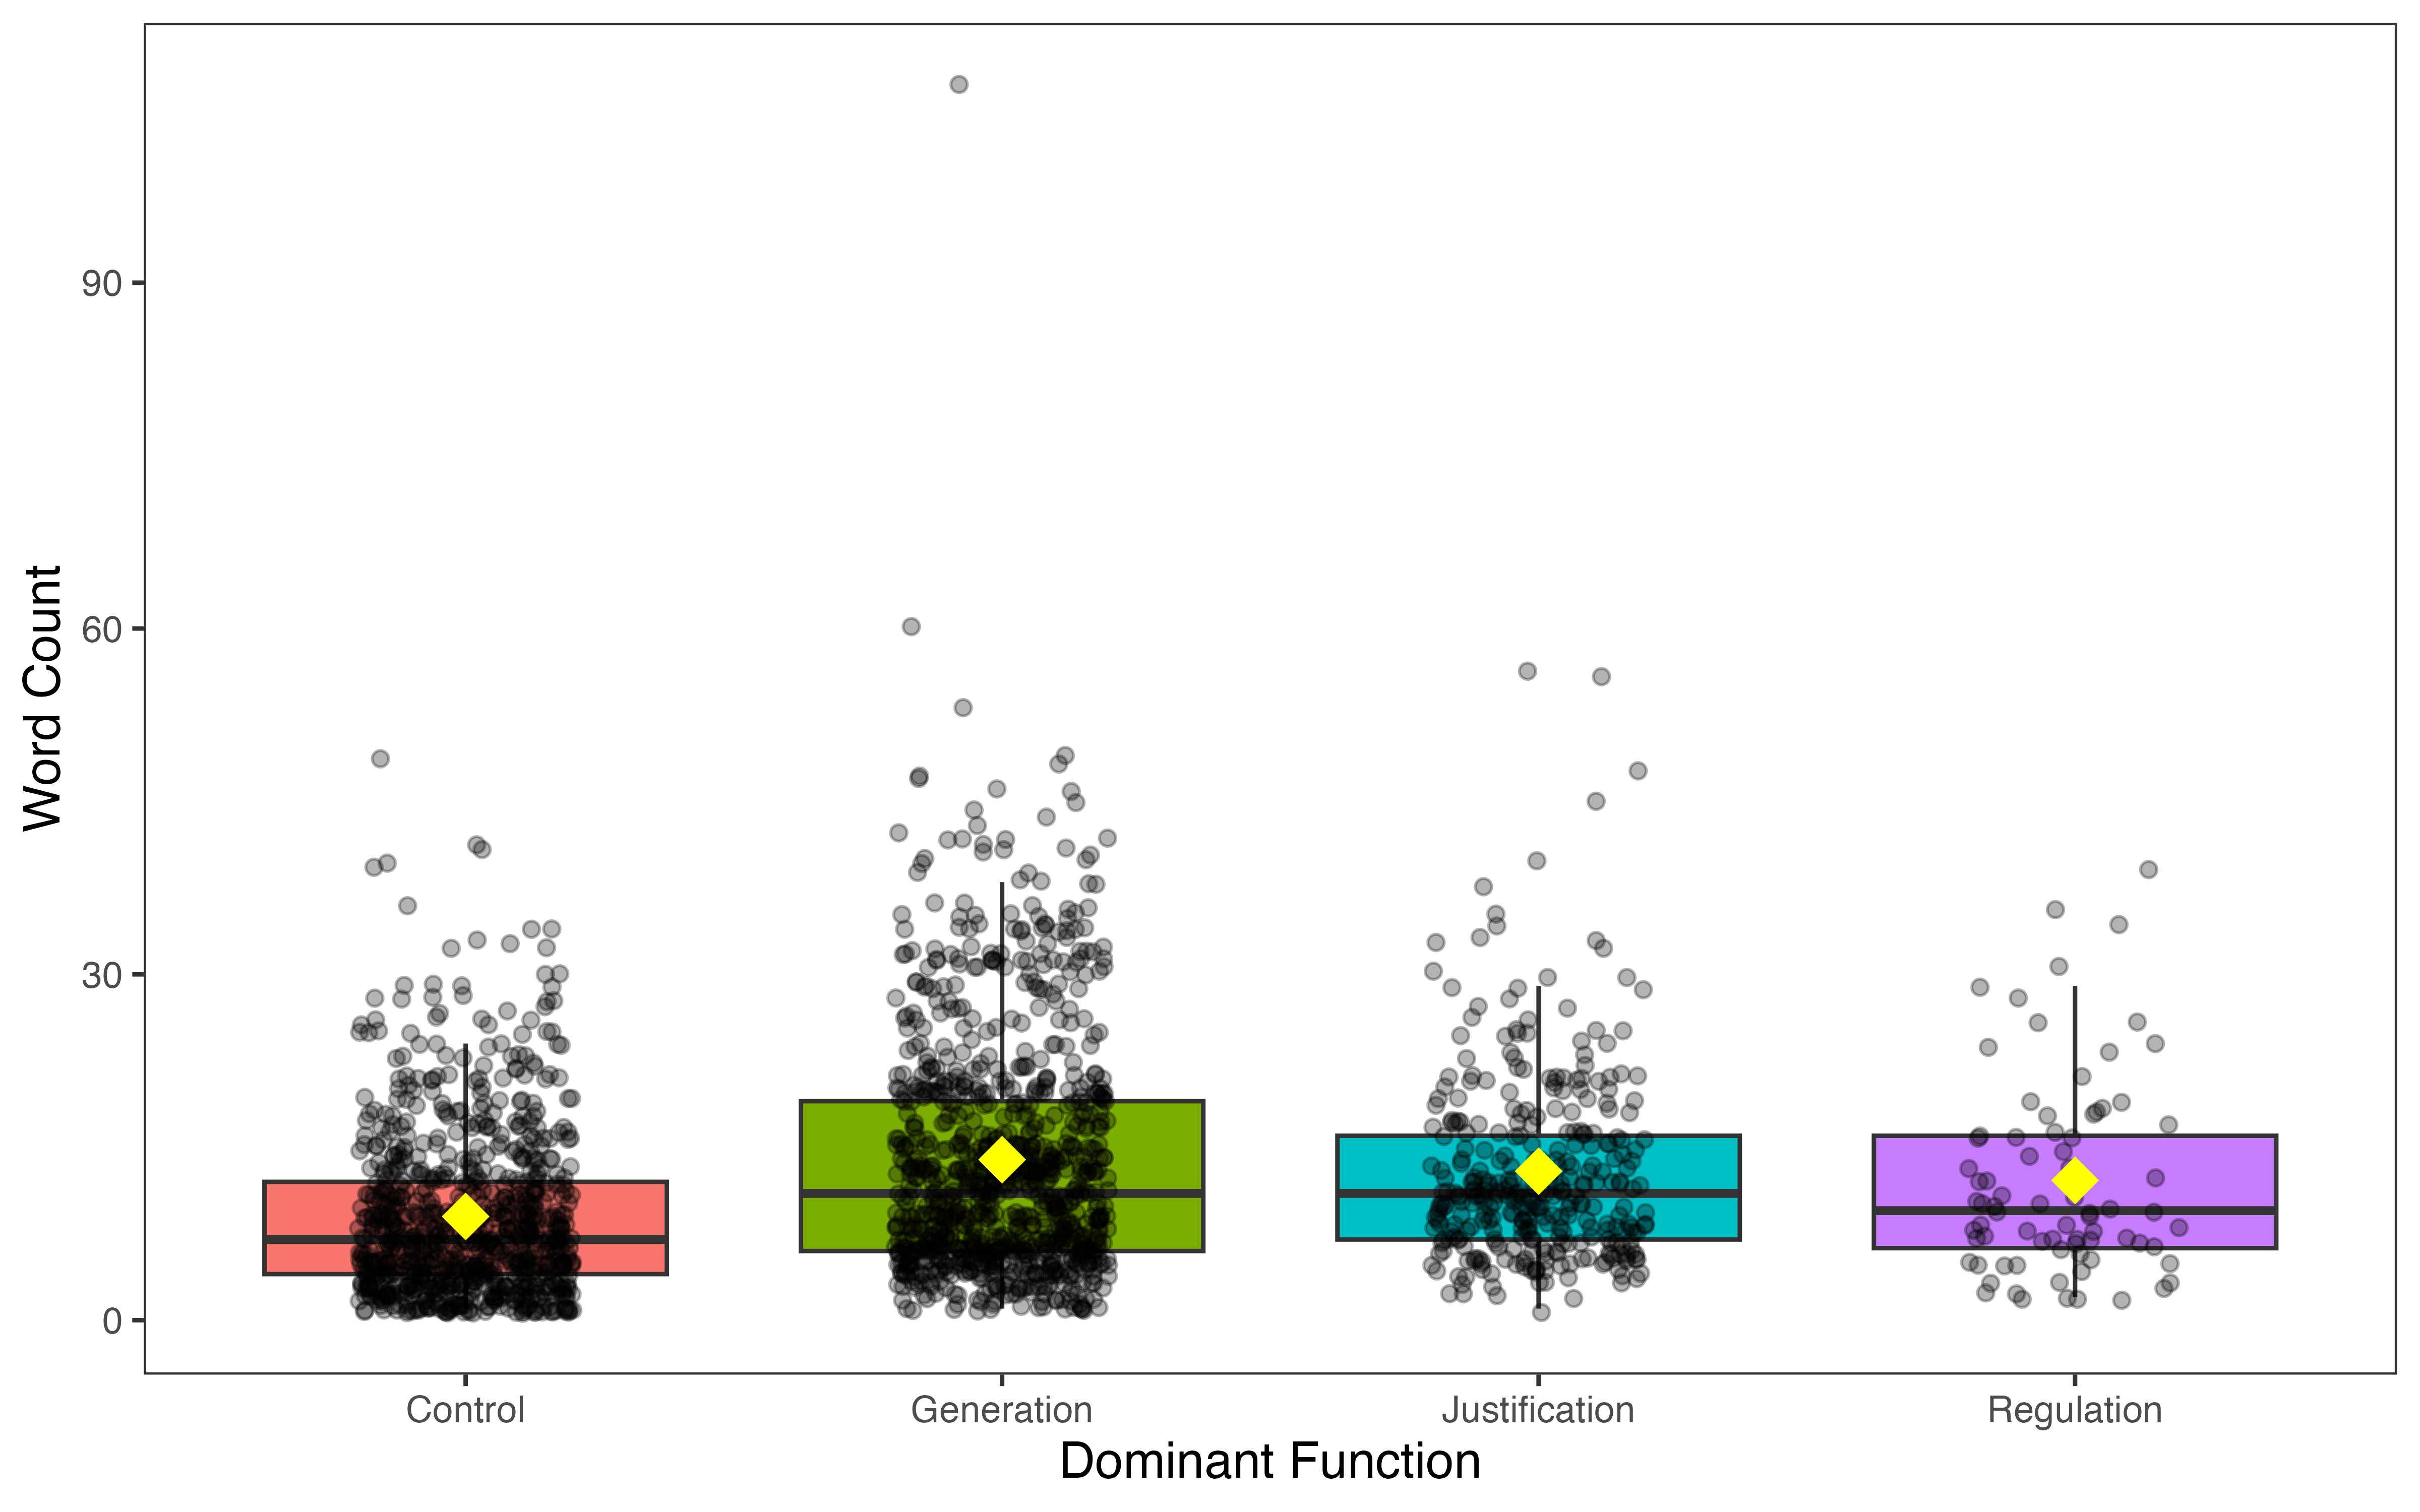 Word Count
90
60
30
0
Control
Generation
Justification
Regulation
Dominant Function